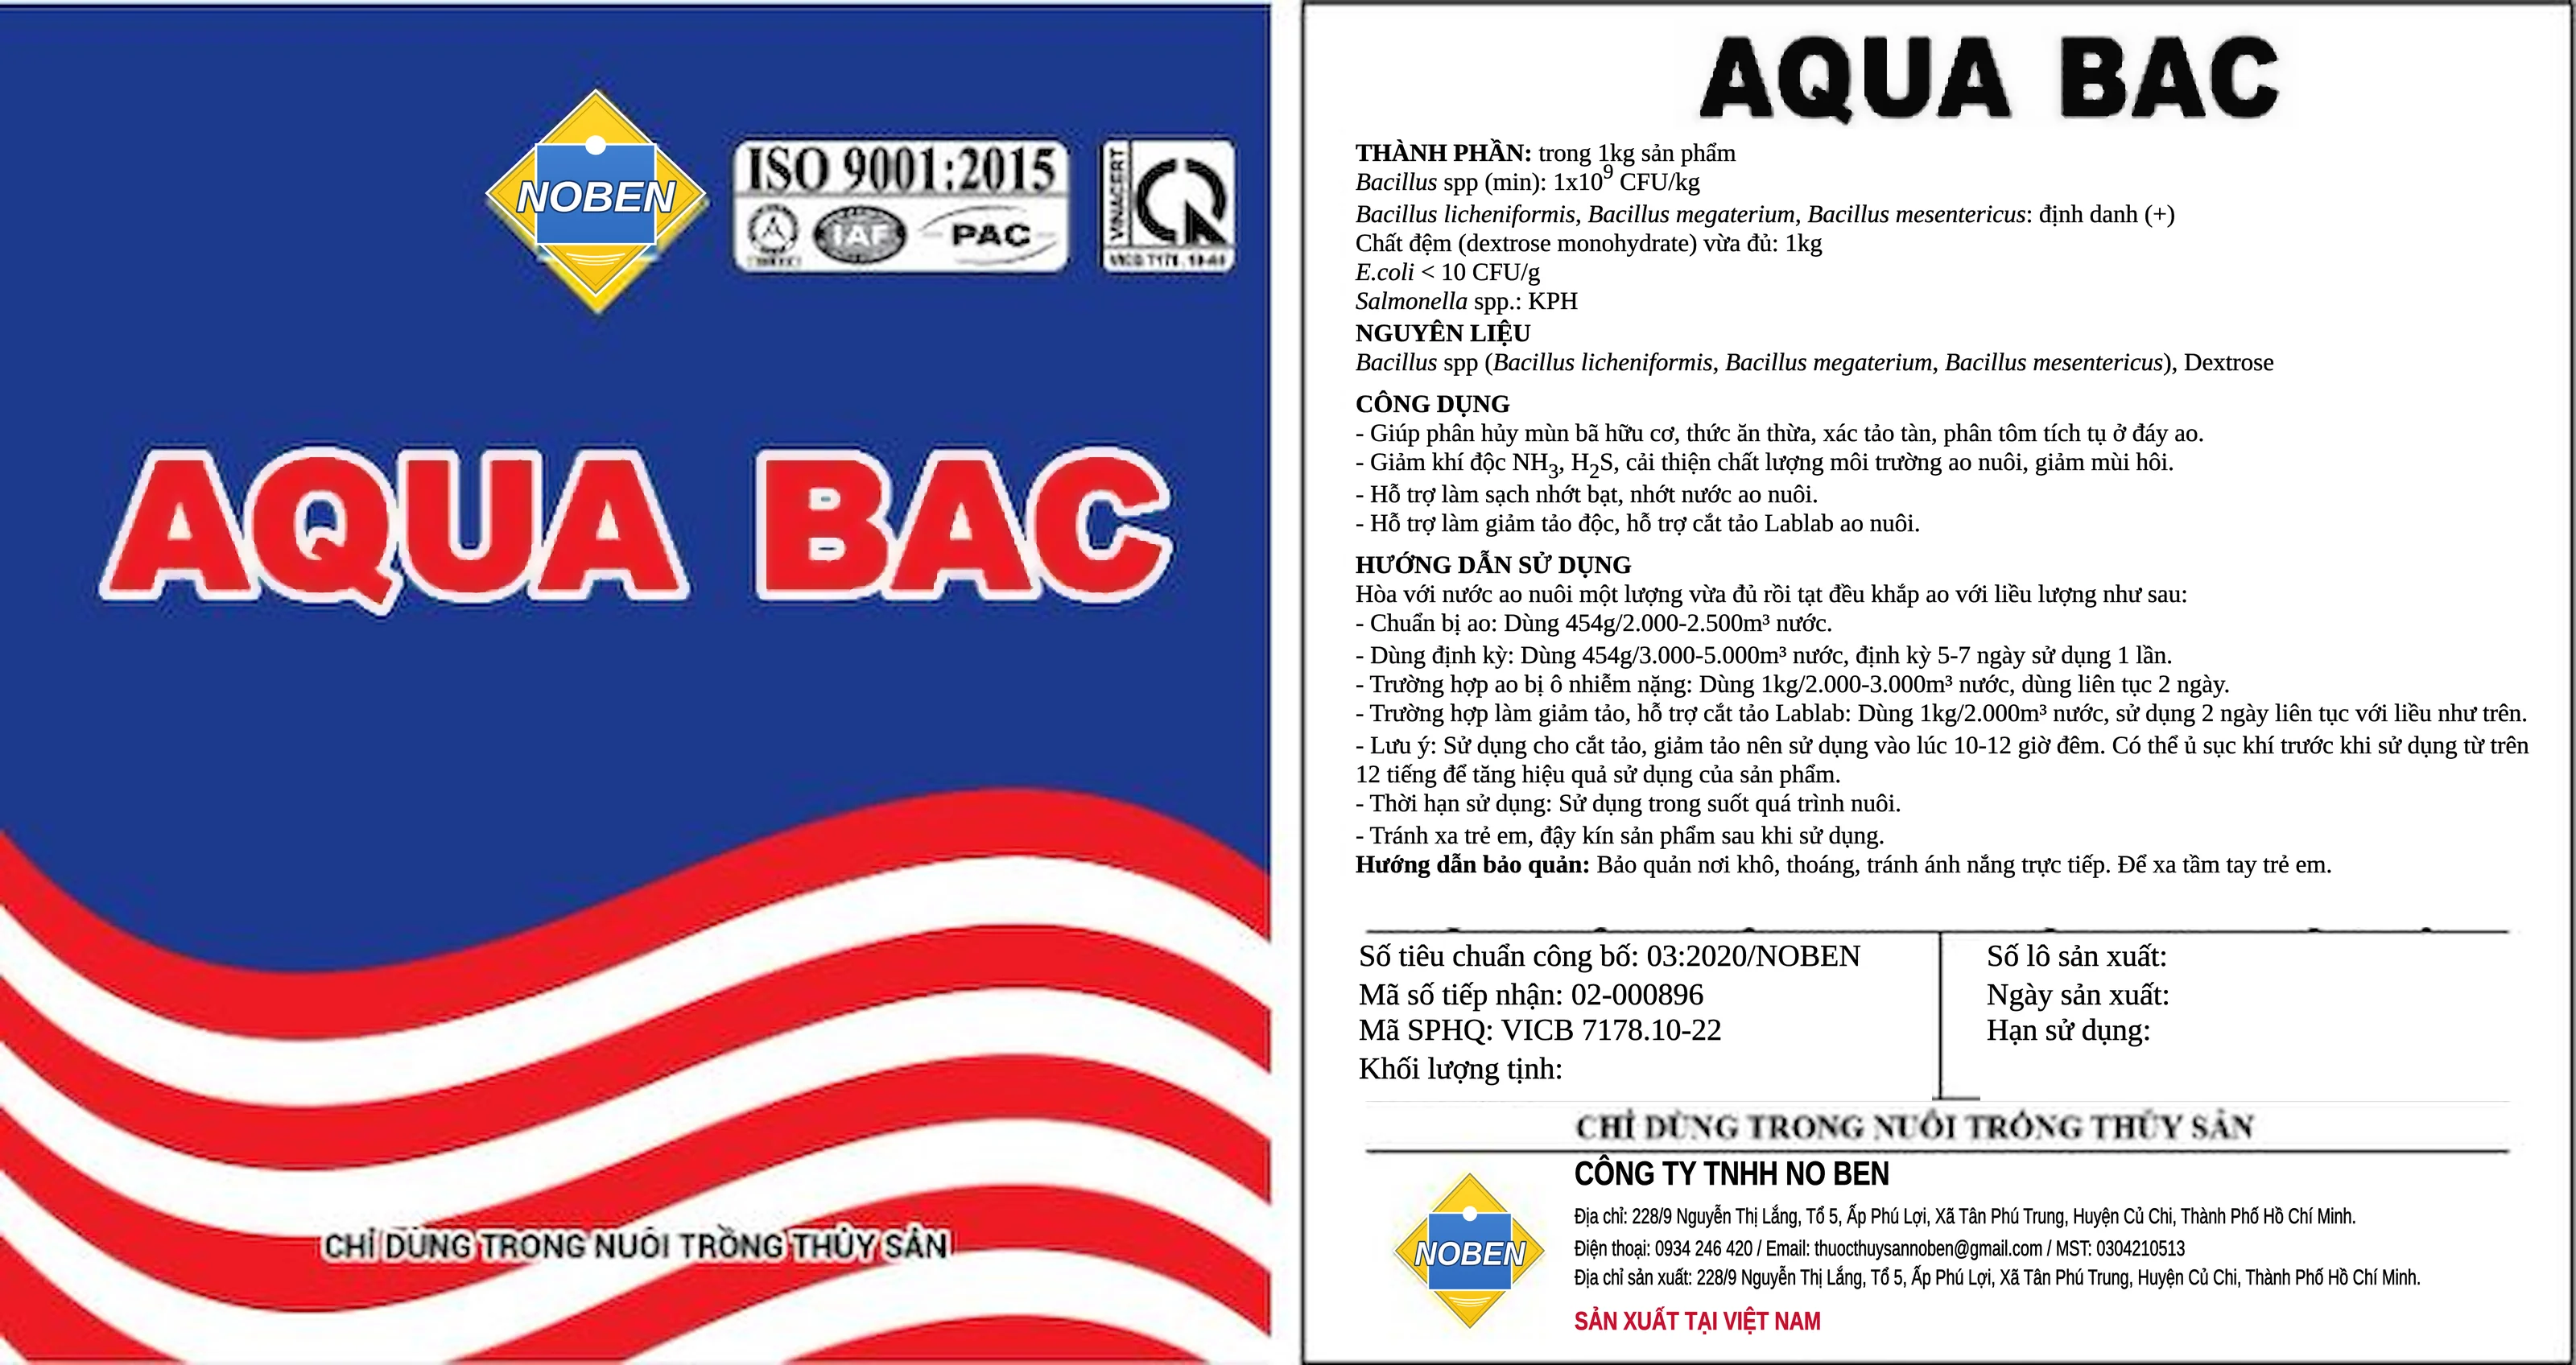 NOBEN
ISO 9001:2015
IAF
PAC
VINACERT
AQUA BAC
CHỈ DÙNG TRONG NUÔI TRỒNG THỦY SẢN
AQUA BAC
THÀNH PHẦN: trong 1kg sản phẩm
Bacillus spp (min): 1x10⁹ CFU/kg
Bacillus licheniformis, Bacillus megaterium, Bacillus mesentericus: định danh (+)
Chất đệm (dextrose monohydrate) vừa đủ: 1kg
E.coli < 10 CFU/g
Salmonella spp.: KPH
NGUYÊN LIỆU
Bacillus spp (Bacillus licheniformis, Bacillus megaterium, Bacillus mesentericus), Dextrose
CÔNG DỤNG
- Giúp phân hủy mùn bã hữu cơ, thức ăn thừa, xác tảo tàn, phân tôm tích tụ ở đáy ao.
- Giảm khí độc NH₃, H₂S, cải thiện chất lượng môi trường ao nuôi, giảm mùi hôi.
- Hỗ trợ làm sạch nhớt bạt, nhớt nước ao nuôi.
- Hỗ trợ làm giảm tảo độc, hỗ trợ cắt tảo Lablab ao nuôi.
HƯỚNG DẪN SỬ DỤNG
Hòa với nước ao nuôi một lượng vừa đủ rồi tạt đều khắp ao với liều lượng như sau:
- Chuẩn bị ao: Dùng 454g/2.000-2.500m³ nước.
- Dùng định kỳ: Dùng 454g/3.000-5.000m³ nước, định kỳ 5-7 ngày sử dụng 1 lần.
- Trường hợp ao bị ô nhiễm nặng: Dùng 1kg/2.000-3.000m³ nước, dùng liên tục 2 ngày.
- Trường hợp làm giảm tảo, hỗ trợ cắt tảo Lablab: Dùng 1kg/2.000m³ nước, sử dụng 2 ngày liên tục với liều như trên.
- Lưu ý: Sử dụng cho cắt tảo, giảm tảo nên sử dụng vào lúc 10-12 giờ đêm. Có thể ủ sục khí trước khi sử dụng từ trên
12 tiếng để tăng hiệu quả sử dụng của sản phẩm.
- Thời hạn sử dụng: Sử dụng trong suốt quá trình nuôi.
- Tránh xa trẻ em, đậy kín sản phẩm sau khi sử dụng.
Hướng dẫn bảo quản: Bảo quản nơi khô, thoáng, tránh ánh nắng trực tiếp. Để xa tầm tay trẻ em.
Số tiêu chuẩn công bố: 03:2020/NOBEN
Mã số tiếp nhận: 02-000896
Mã SPHQ: VICB 7178.10-22
Khối lượng tịnh:
Số lô sản xuất:
Ngày sản xuất:
Hạn sử dụng:
CHỈ DÙNG TRONG NUÔI TRỒNG THỦY SẢN
NOBEN
CÔNG TY TNHH NO BEN
Địa chỉ: 228/9 Nguyễn Thị Lắng, Tổ 5, Ấp Phú Lợi, Xã Tân Phú Trung, Huyện Củ Chi, Thành Phố Hồ Chí Minh.
Điện thoại: 0934 246 420 / Email: thuocthuysannoben@gmail.com / MST: 0304210513
Địa chỉ sản xuất: 228/9 Nguyễn Thị Lắng, Tổ 5, Ấp Phú Lợi, Xã Tân Phú Trung, Huyện Củ Chi, Thành Phố Hồ Chí Minh.
SẢN XUẤT TẠI VIỆT NAM